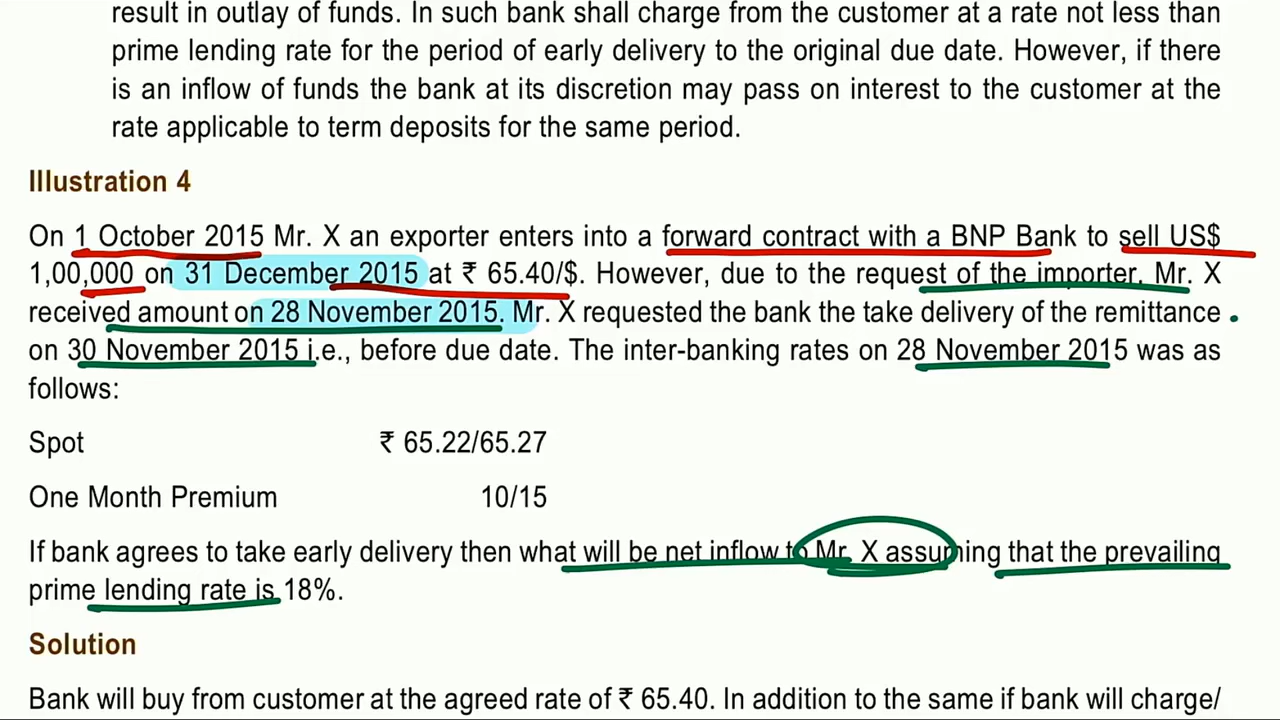 result in outlay of funds. In such bank shall charge from the customer at a rate not less than
prime lending rate for the period of early delivery to the original due date. However, if there
is an inflow of funds the bank at its discretion may pass on interest to the customer at the
rate applicable to term deposits for the same period.
Illustration 4
On 1 October 2015 Mr. X an exporter enters into a forward contract with a BNP Bank to sell US$
1,00,000 on 31 December 2015 at ₹ 65.40/$. However, due to the request of the importer, Mr. X
received amount on 28 November 2015. Mr. X requested the bank the take delivery of the remittance
on 30 November 2015 i.e., before due date. The inter-banking rates on 28 November 2015 was as
follows:
Spot ₹ 65.22/65.27
One Month Premium 10/15
If bank agrees to take early delivery then what will be net inflow to Mr. X assuming that the prevailing
prime lending rate is 18%.
Solution
Bank will buy from customer at the agreed rate of ₹ 65.40. In addition to the same if bank will charge/